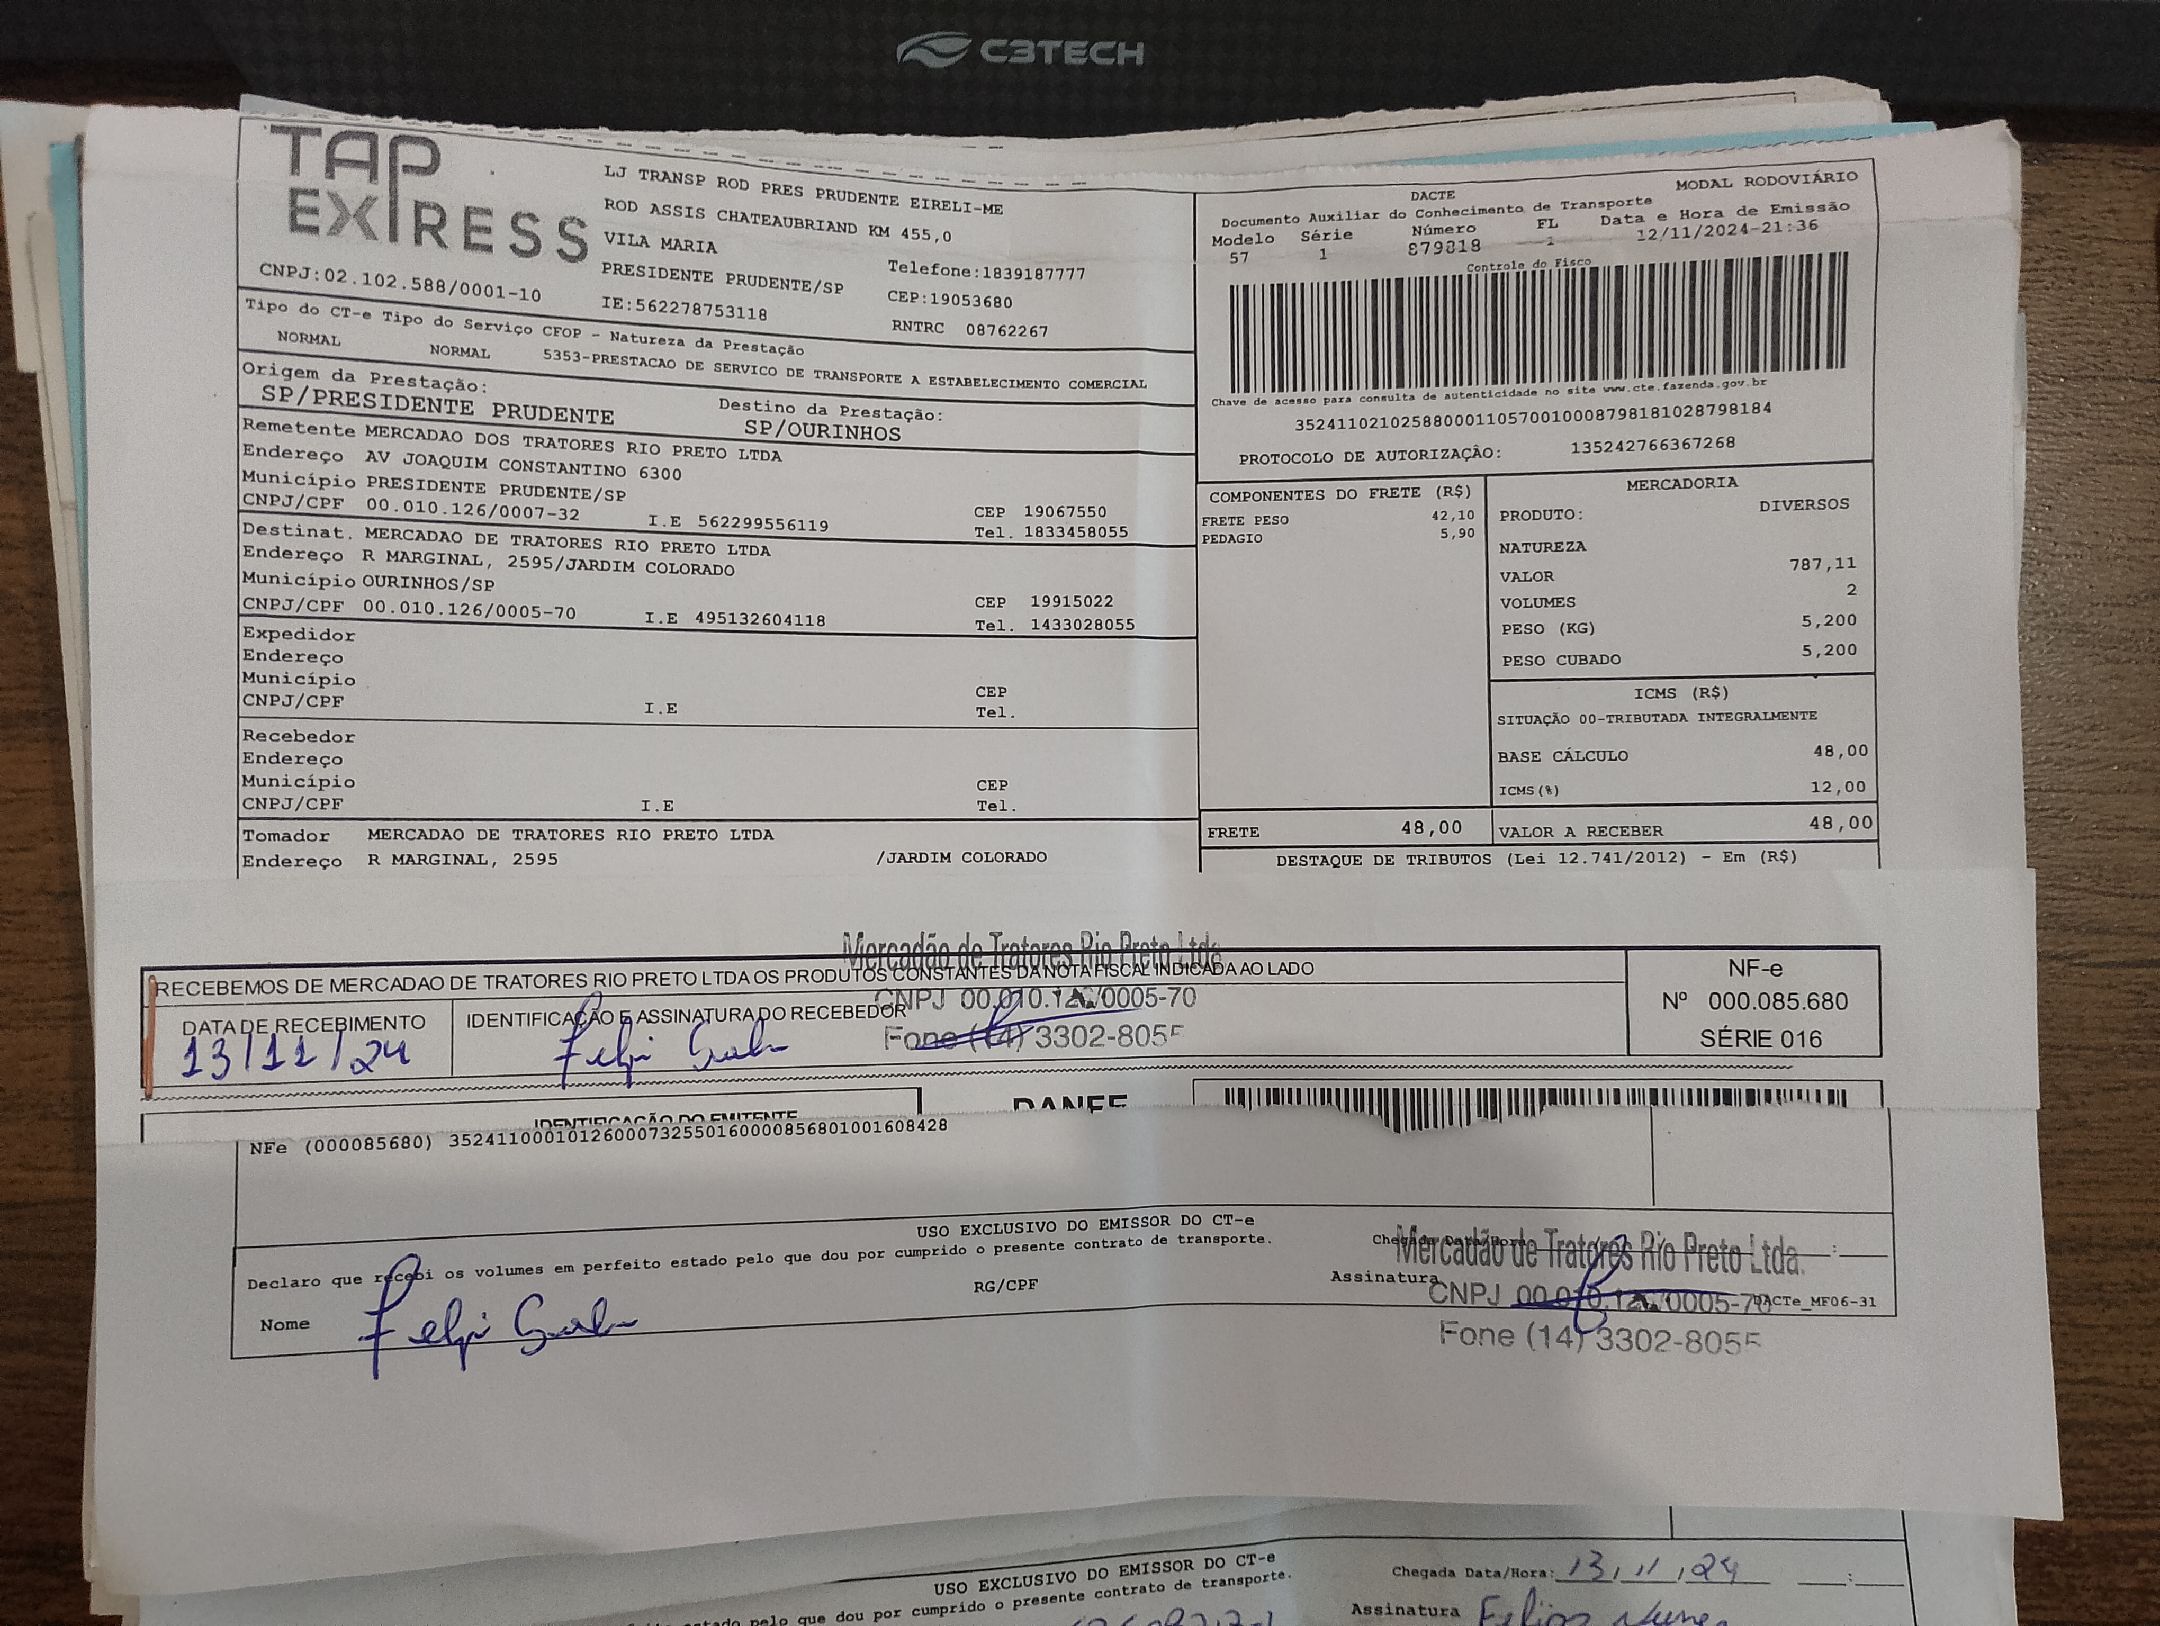 C3TECH
TAP
EXPRESS
LJ TRANSP ROD PRES PRUDENTE EIRELI-ME
ROD ASSIS CHATEAUBRIAND KM 455,0
VILA MARIA
PRESIDENTE PRUDENTE/SP
Telefone:1839187777
CEP:19053680
CNPJ:02.102.588/0001-10
IE:562278753118
RNTRC 08762267
DACTE
MODAL RODOVIÁRIO
Documento Auxiliar do Conhecimento de Transporte
Modelo Série Número FL Data e Hora de Emissão
57 1 879818 1 12/11/2024-21:36
Controle do Fisco
Chave de acesso para consulta de autenticidade no site www.cte.fazenda.gov.br
35241102102588000110570010008798181028798184
PROTOCOLO DE AUTORIZAÇÃO: 135242766367268
Tipo do CT-e Tipo do Serviço CFOP - Natureza da Prestação
NORMAL NORMAL 5353-PRESTACAO DE SERVICO DE TRANSPORTE A ESTABELECIMENTO COMERCIAL
Origem da Prestação:
SP/PRESIDENTE PRUDENTE
Destino da Prestação:
SP/OURINHOS
Remetente MERCADAO DOS TRATORES RIO PRETO LTDA
Endereço AV JOAQUIM CONSTANTINO 6300
Município PRESIDENTE PRUDENTE/SP CEP 19067550
CNPJ/CPF 00.010.126/0007-32 I.E 562299556119 Tel. 1833458055
Destinat. MERCADAO DE TRATORES RIO PRETO LTDA
Endereço R MARGINAL, 2595/JARDIM COLORADO
Município OURINHOS/SP CEP 19915022
CNPJ/CPF 00.010.126/0005-70 I.E 495132604118 Tel. 1433028055
Expedidor
Endereço
Município CEP
CNPJ/CPF I.E Tel.
Recebedor
Endereço
Município CEP
CNPJ/CPF I.E Tel.
Tomador MERCADAO DE TRATORES RIO PRETO LTDA
Endereço R MARGINAL, 2595 /JARDIM COLORADO
COMPONENTES DO FRETE (R$)
FRETE PESO 42,10
PEDAGIO 5,90
MERCADORIA
PRODUTO: DIVERSOS
NATUREZA
VALOR 787,11
VOLUMES 2
PESO (KG) 5,200
PESO CUBADO 5,200
ICMS (R$)
SITUAÇÃO 00-TRIBUTADA INTEGRALMENTE
BASE CÁLCULO 48,00
ICMS(%) 12,00
FRETE 48,00 VALOR A RECEBER 48,00
DESTAQUE DE TRIBUTOS (Lei 12.741/2012) - Em (R$)
Mercadão de Tratores Rio Preto Ltda
RECEBEMOS DE MERCADAO DE TRATORES RIO PRETO LTDA OS PRODUTOS CONSTANTES DA NOTA FISCAL INDICADA AO LADO
CNPJ 00.010.126/0005-70
Fone (14) 3302-8055
DATA DE RECEBIMENTO
13/11/24
IDENTIFICAÇÃO E ASSINATURA DO RECEBEDOR
NF-e
Nº 000.085.680
SÉRIE 016
IDENTIFICAÇÃO DO EMITENTE
DANFE
NFe (000085680) 35241100010126000732550160000856801001608428
USO EXCLUSIVO DO EMISSOR DO CT-e
Declaro que recebi os volumes em perfeito estado pelo que dou por cumprido o presente contrato de transporte.
Chegada Data/Hora :
Mercadão de Tratores Rio Preto Ltda.
RG/CPF
Assinatura
CNPJ 00.010.126/0005-70
DACTe_MF06-31
Nome
Fone (14) 3302-8055
USO EXCLUSIVO DO EMISSOR DO CT-e
Chegada Data/Hora: 13,11,24 :
estado pelo que dou por cumprido o presente contrato de transporte.
Assinatura